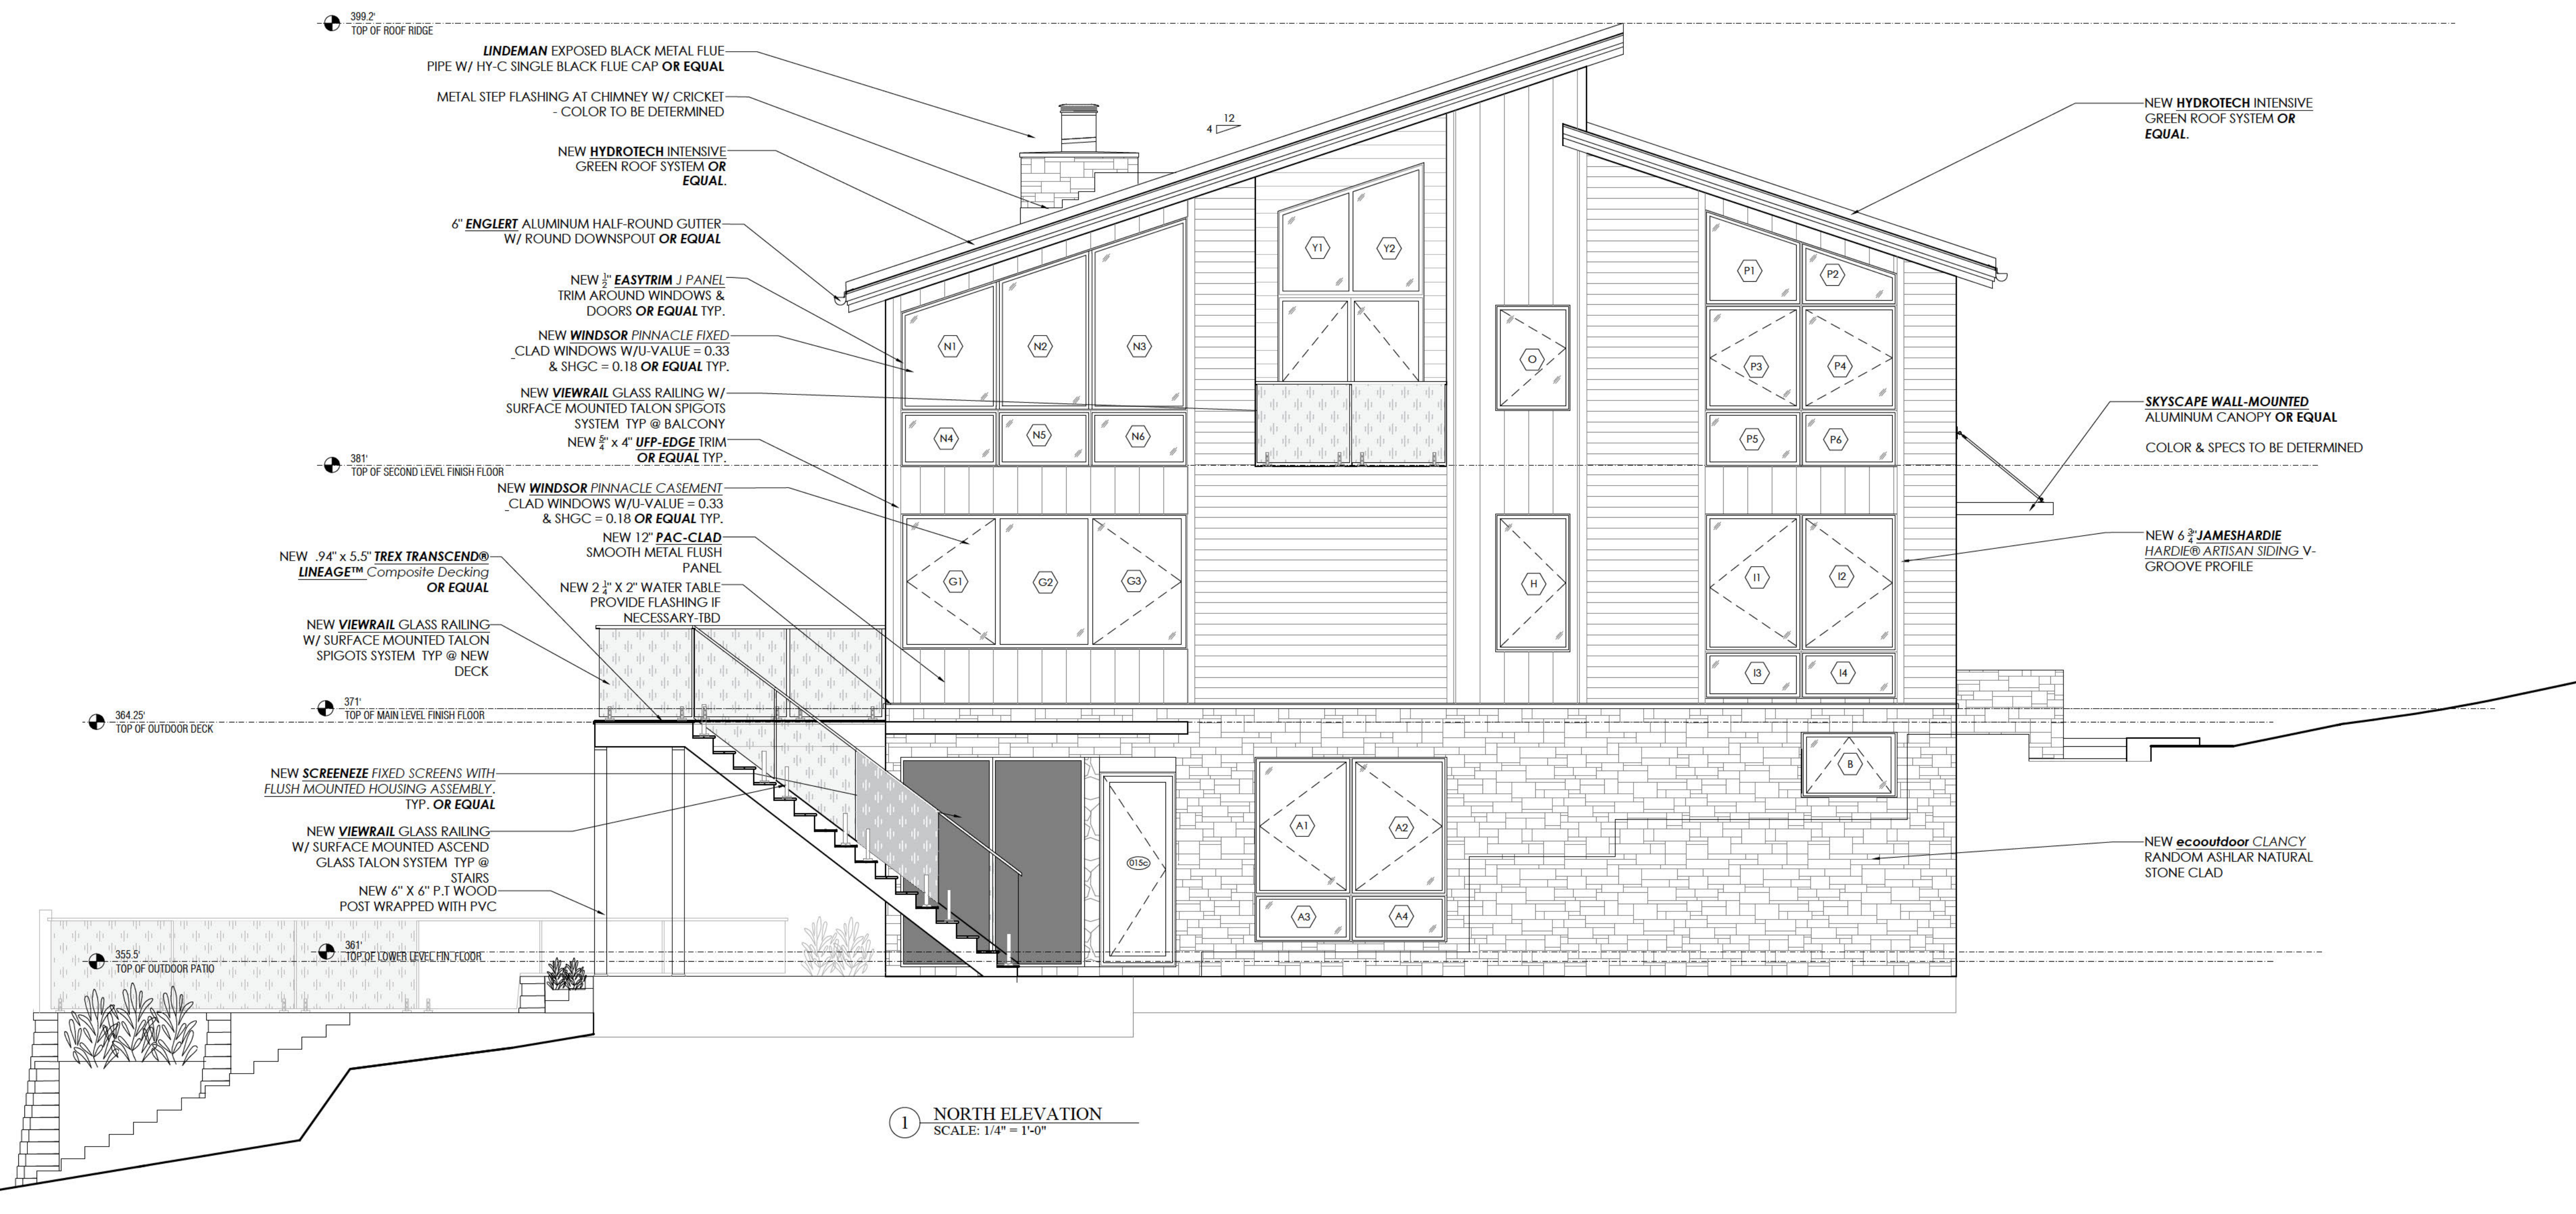 399.2'
TOP OF ROOF RIDGE
LINDEMAN EXPOSED BLACK METAL FLUE
PIPE W/ HY-C SINGLE BLACK FLUE CAP OR EQUAL
METAL STEP FLASHING AT CHIMNEY W/ CRICKET
- COLOR TO BE DETERMINED
NEW HYDROTECH INTENSIVE
GREEN ROOF SYSTEM OR
EQUAL.
6" ENGLERT ALUMINUM HALF-ROUND GUTTER
W/ ROUND DOWNSPOUT OR EQUAL
NEW 1/2" EASYTRIM J PANEL
TRIM AROUND WINDOWS &
DOORS OR EQUAL TYP.
NEW WINDSOR PINNACLE FIXED
CLAD WINDOWS W/U-VALUE = 0.33
& SHGC = 0.18 OR EQUAL TYP.
NEW VIEWRAIL GLASS RAILING W/
SURFACE MOUNTED TALON SPIGOTS
SYSTEM TYP @ BALCONY
NEW 5/4" x 4" UFP-EDGE TRIM
OR EQUAL TYP.
381'
TOP OF SECOND LEVEL FINISH FLOOR
NEW WINDSOR PINNACLE CASEMENT
CLAD WINDOWS W/U-VALUE = 0.33
& SHGC = 0.18 OR EQUAL TYP.
NEW 12" PAC-CLAD
SMOOTH METAL FLUSH
PANEL
NEW .94" x 5.5" TREX TRANSCEND®
LINEAGE™ Composite Decking
OR EQUAL
NEW 2 1/4" X 2" WATER TABLE
PROVIDE FLASHING IF
NECESSARY-TBD
NEW VIEWRAIL GLASS RAILING
W/ SURFACE MOUNTED TALON
SPIGOTS SYSTEM TYP @ NEW
DECK
371'
TOP OF MAIN LEVEL FINISH FLOOR
364.25'
TOP OF OUTDOOR DECK
NEW SCREENEZE FIXED SCREENS WITH
FLUSH MOUNTED HOUSING ASSEMBLY.
TYP. OR EQUAL
NEW VIEWRAIL GLASS RAILING
W/ SURFACE MOUNTED ASCEND
GLASS TALON SYSTEM TYP @
STAIRS
NEW 6" X 6" P.T WOOD
POST WRAPPED WITH PVC
361'
TOP OF LOWER LEVEL FIN. FLOOR
355.5'
TOP OF OUTDOOR PATIO
12
4
Y1 Y2
N1 N2 N3
N4 N5 N6
O
P1 P2
P3 P4
P5 P6
G1 G2 G3
H
I1 I2
I3 I4
B
A1 A2
015c
A3 A4
NEW HYDROTECH INTENSIVE
GREEN ROOF SYSTEM OR
EQUAL.
SKYSCAPE WALL-MOUNTED
ALUMINUM CANOPY OR EQUAL
COLOR & SPECS TO BE DETERMINED
NEW 6 3/4" JAMESHARDIE
HARDIE® ARTISAN SIDING V-
GROOVE PROFILE
NEW ecooutdoor CLANCY
RANDOM ASHLAR NATURAL
STONE CLAD
1 NORTH ELEVATION
SCALE: 1/4" = 1'-0"